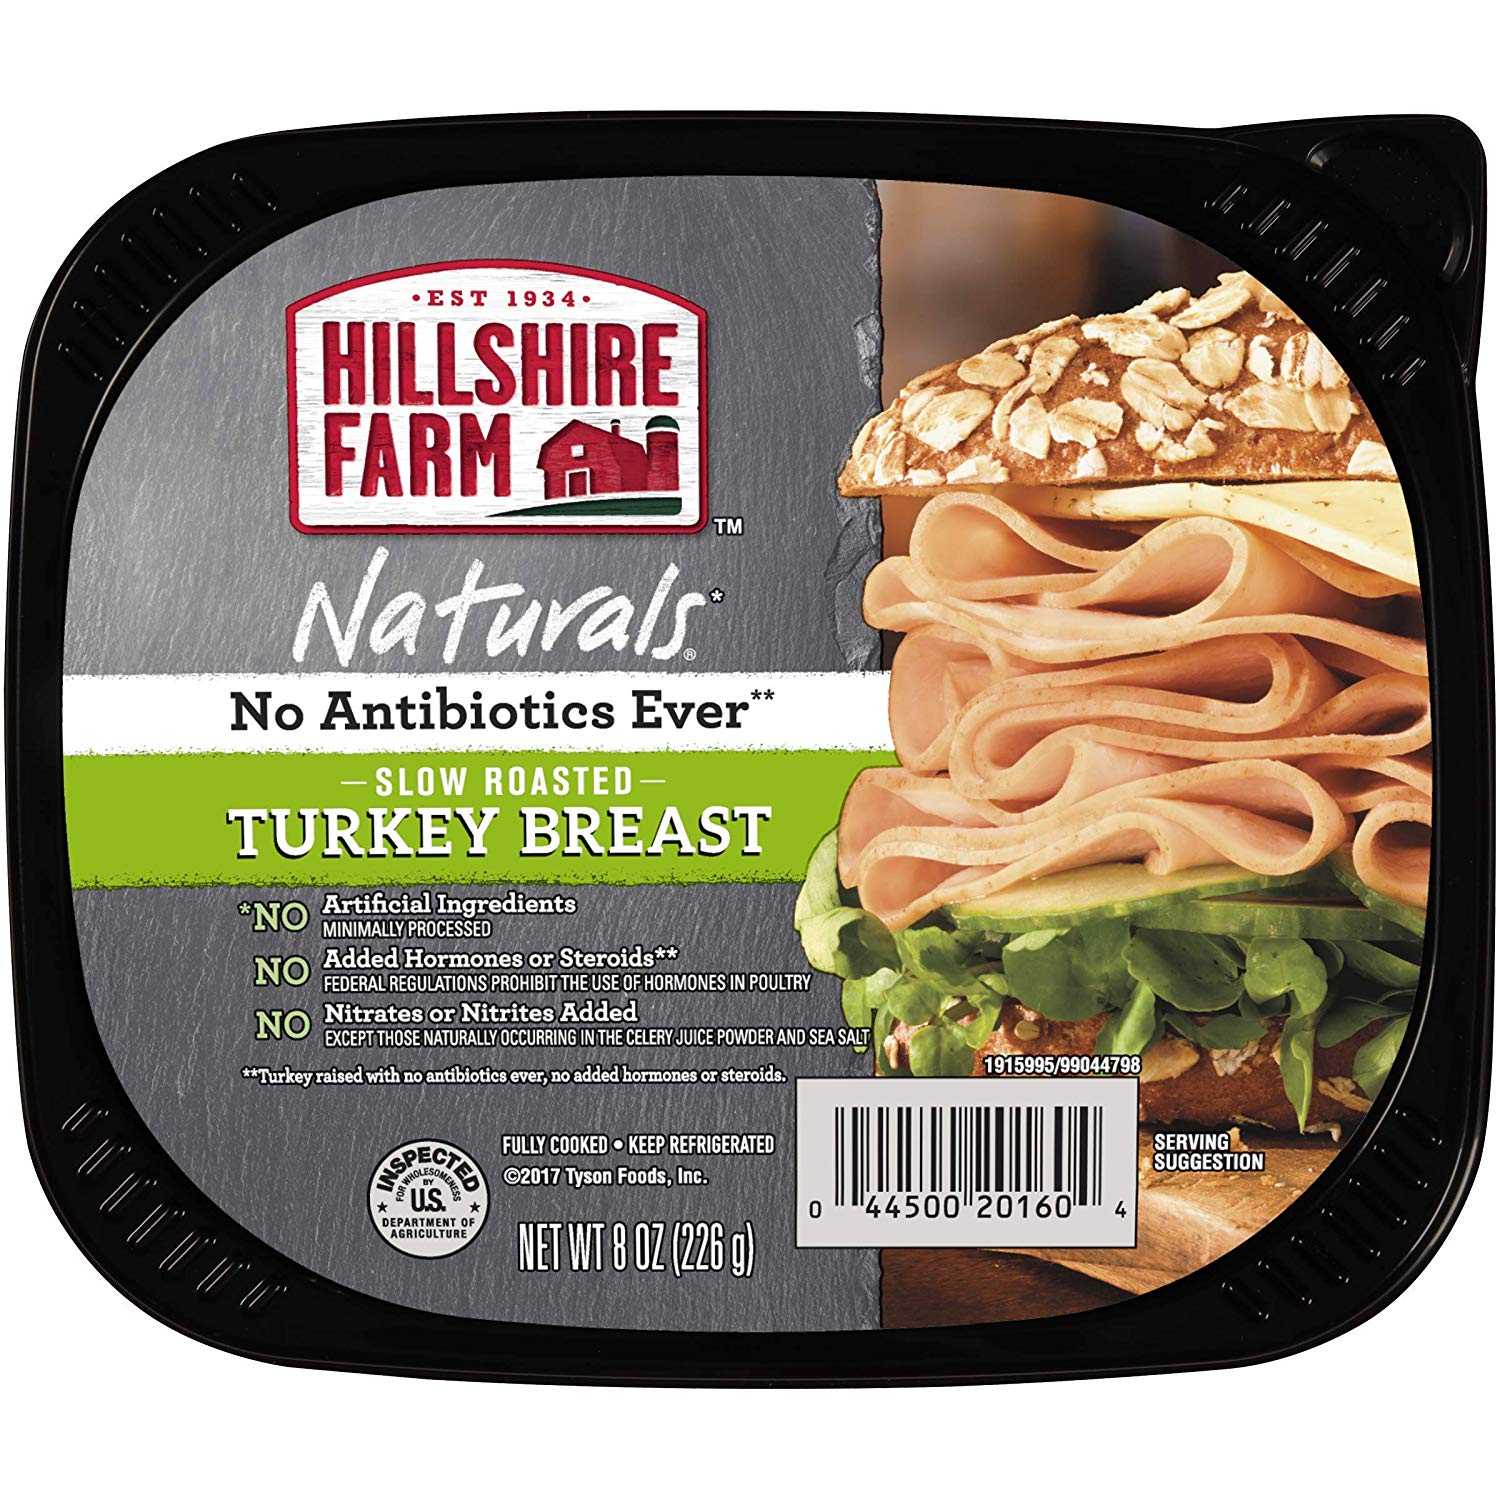 ·EST 1934·
HILLSHIRE
FARM
TM
Naturals*
®
No Antibiotics Ever**
–SLOW ROASTED–
TURKEY BREAST
*NO Artificial Ingredients
MINIMALLY PROCESSED
NO Added Hormones or Steroids**
FEDERAL REGULATIONS PROHIBIT THE USE OF HORMONES IN POULTRY
NO Nitrates or Nitrites Added
EXCEPT THOSE NATURALLY OCCURRING IN THE CELERY JUICE POWDER AND SEA SALT
**Turkey raised with no antibiotics ever, no added hormones or steroids.
1915995/99044798
0 44500 20160 4
SERVING
SUGGESTION
FULLY COOKED • KEEP REFRIGERATED
©2017 Tyson Foods, Inc.
INSPECTED
FOR WHOLESOMENESS
BY
U.S.
DEPARTMENT OF
AGRICULTURE
NET WT 8 OZ (226 g)